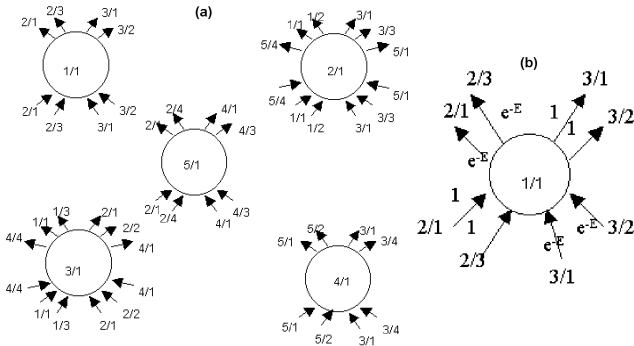 (a)
2/1 2/3 3/1 3/2
1/1
2/1 2/3 3/1 3/2
1/1 1/2 3/1 3/3
5/4 5/1
2/1
5/4 5/1
1/1 1/2 3/1 3/3
2/1 2/4 4/1 4/3
5/1
2/1 2/4 4/1 4/3
1/1 1/3 2/1 2/2
4/4 4/1
3/1
4/4 4/1
1/1 1/3 2/1 2/2
5/1 5/2 3/1 3/4
4/1
5/1 5/2 3/1 3/4
(b)
2/3 3/1
2/1 e-E 1 1 3/2
e-E
1/1
1
2/1 1 e-E e-E 3/2
2/3 3/1